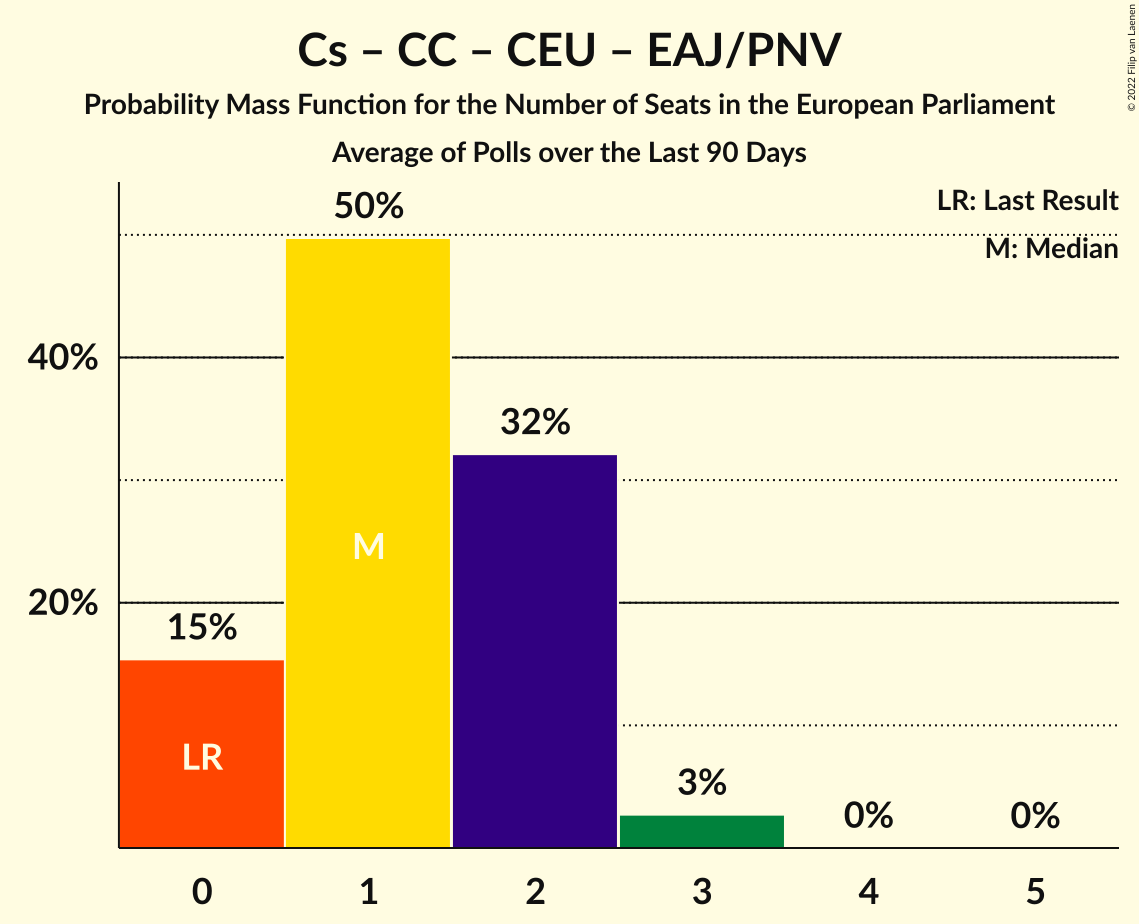 Cs – CC – CEU – EAJ/PNV
Probability Mass Function for the Number of Seats in the European Parliament
Average of Polls over the Last 90 Days
© 2022 Filip van Laenen
LR: Last Result
M: Median
50%
40%
32%
M
20%
15%
LR
3%
0%
0%
0
1
2
3
4
5